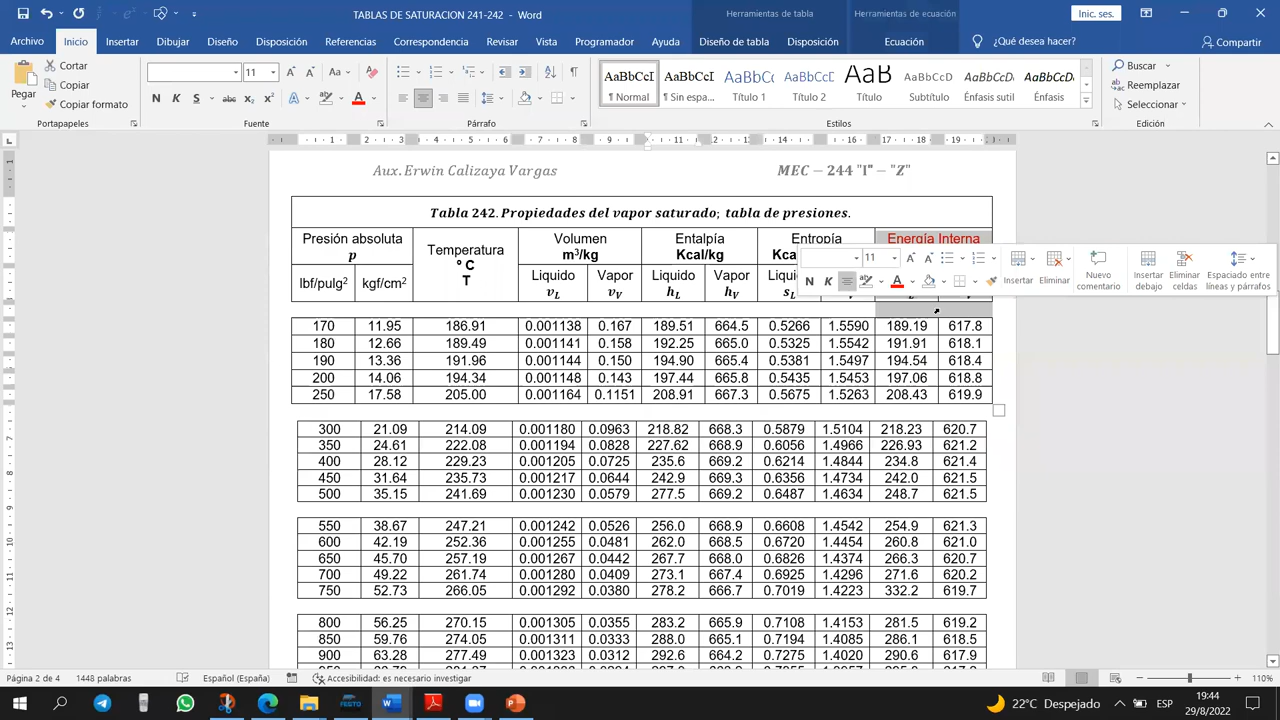 TABLAS DE SATURACION 241-242 - Word
Herramientas de tabla
Herramientas de ecuación
Inic. ses.
Archivo Inicio Insertar Dibujar Diseño Disposición Referencias Correspondencia Revisar Vista Programador Ayuda Diseño de tabla Disposición Ecuación ¿Qué desea hacer? Compartir
Pegar
Cortar
Copiar
Copiar formato
11
N K S abc x₂ x²
AaBbCcDc AaBbCcDc AaBbCc AaBbCcD AaB AaBbCcD AaBbCcDc AaBbCcDc
¶ Normal ¶ Sin espa... Título 1 Título 2 Título Subtítulo Énfasis sutil Énfasis
Buscar
Reemplazar
Seleccionar
Portapapeles Fuente Párrafo Estilos Edición
Aux. Erwin Calizaya Vargas MEC – 244 "I" – "Z"
Tabla 242. Propiedades del vapor saturado; tabla de presiones.
Presión absoluta p
Temperatura ° C T
Volumen m³/kg
Entalpía Kcal/kg
Entropía
Energía Interna
lbf/pulg² kgf/cm² Liquido v_L Vapor v_V Liquido h_L Vapor h_V
11
N K
Insertar Eliminar
Nuevo comentario
Insertar debajo
Eliminar celdas
Espaciado entre líneas y párrafos
170 11.95 186.91 0.001138 0.167 189.51 664.5 0.5266 1.5590 189.19 617.8
180 12.66 189.49 0.001141 0.158 192.25 665.0 0.5325 1.5542 191.91 618.1
190 13.36 191.96 0.001144 0.150 194.90 665.4 0.5381 1.5497 194.54 618.4
200 14.06 194.34 0.001148 0.143 197.44 665.8 0.5435 1.5453 197.06 618.8
250 17.58 205.00 0.001164 0.1151 208.91 667.3 0.5675 1.5263 208.43 619.9
300 21.09 214.09 0.001180 0.0963 218.82 668.3 0.5879 1.5104 218.23 620.7
350 24.61 222.08 0.001194 0.0828 227.62 668.9 0.6056 1.4966 226.93 621.2
400 28.12 229.23 0.001205 0.0725 235.6 669.2 0.6214 1.4844 234.8 621.4
450 31.64 235.73 0.001217 0.0644 242.9 669.3 0.6356 1.4734 242.0 621.5
500 35.15 241.69 0.001230 0.0579 277.5 669.2 0.6487 1.4634 248.7 621.5
550 38.67 247.21 0.001242 0.0526 256.0 668.9 0.6608 1.4542 254.9 621.3
600 42.19 252.36 0.001255 0.0481 262.0 668.5 0.6720 1.4454 260.8 621.0
650 45.70 257.19 0.001267 0.0442 267.7 668.0 0.6826 1.4374 266.3 620.7
700 49.22 261.74 0.001280 0.0409 273.1 667.4 0.6925 1.4296 271.6 620.2
750 52.73 266.05 0.001292 0.0380 278.2 666.7 0.7019 1.4223 332.2 619.7
800 56.25 270.15 0.001305 0.0355 283.2 665.9 0.7108 1.4153 281.5 619.2
850 59.76 274.05 0.001311 0.0333 288.0 665.1 0.7194 1.4085 286.1 618.5
900 63.28 277.49 0.001323 0.0312 292.6 664.2 0.7275 1.4020 290.6 617.9
Página 2 de 4 1448 palabras Español (España) Accesibilidad: es necesario investigar 110%
FESTO
22°C Despejado
ESP
19:44
29/8/2022